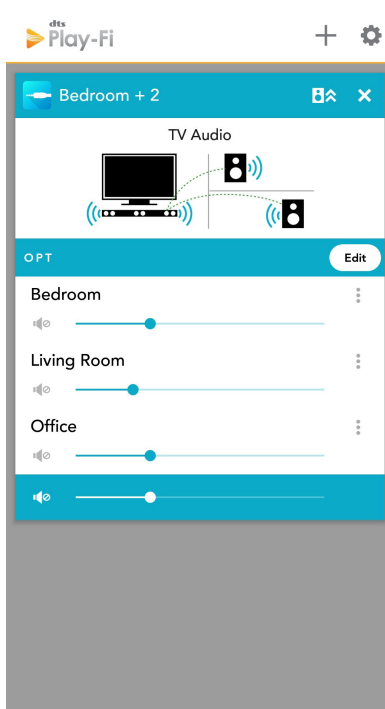 dts
Play-Fi
Bedroom + 2
TV Audio
OPT
Edit
Bedroom
Living Room
Office